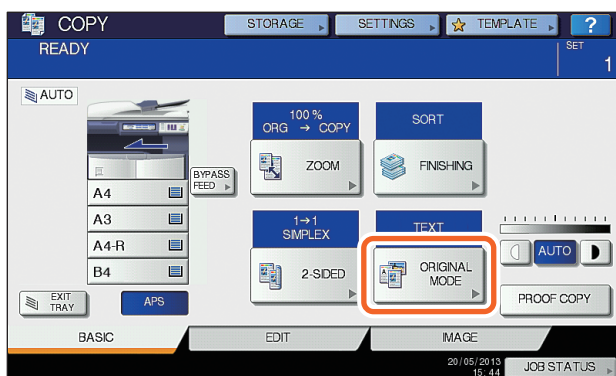 COPY
STORAGE
SETTINGS
TEMPLATE
?
READY
SET
1
AUTO
100 %
ORG → COPY
SORT
ZOOM
FINISHING
BYPASS
FEED
A4
A3
A4-R
B4
1→1
SIMPLEX
TEXT
2-SIDED
ORIGINAL
MODE
AUTO
EXIT
TRAY
APS
PROOF COPY
BASIC
EDIT
IMAGE
20/05/2013
15:44
JOB STATUS